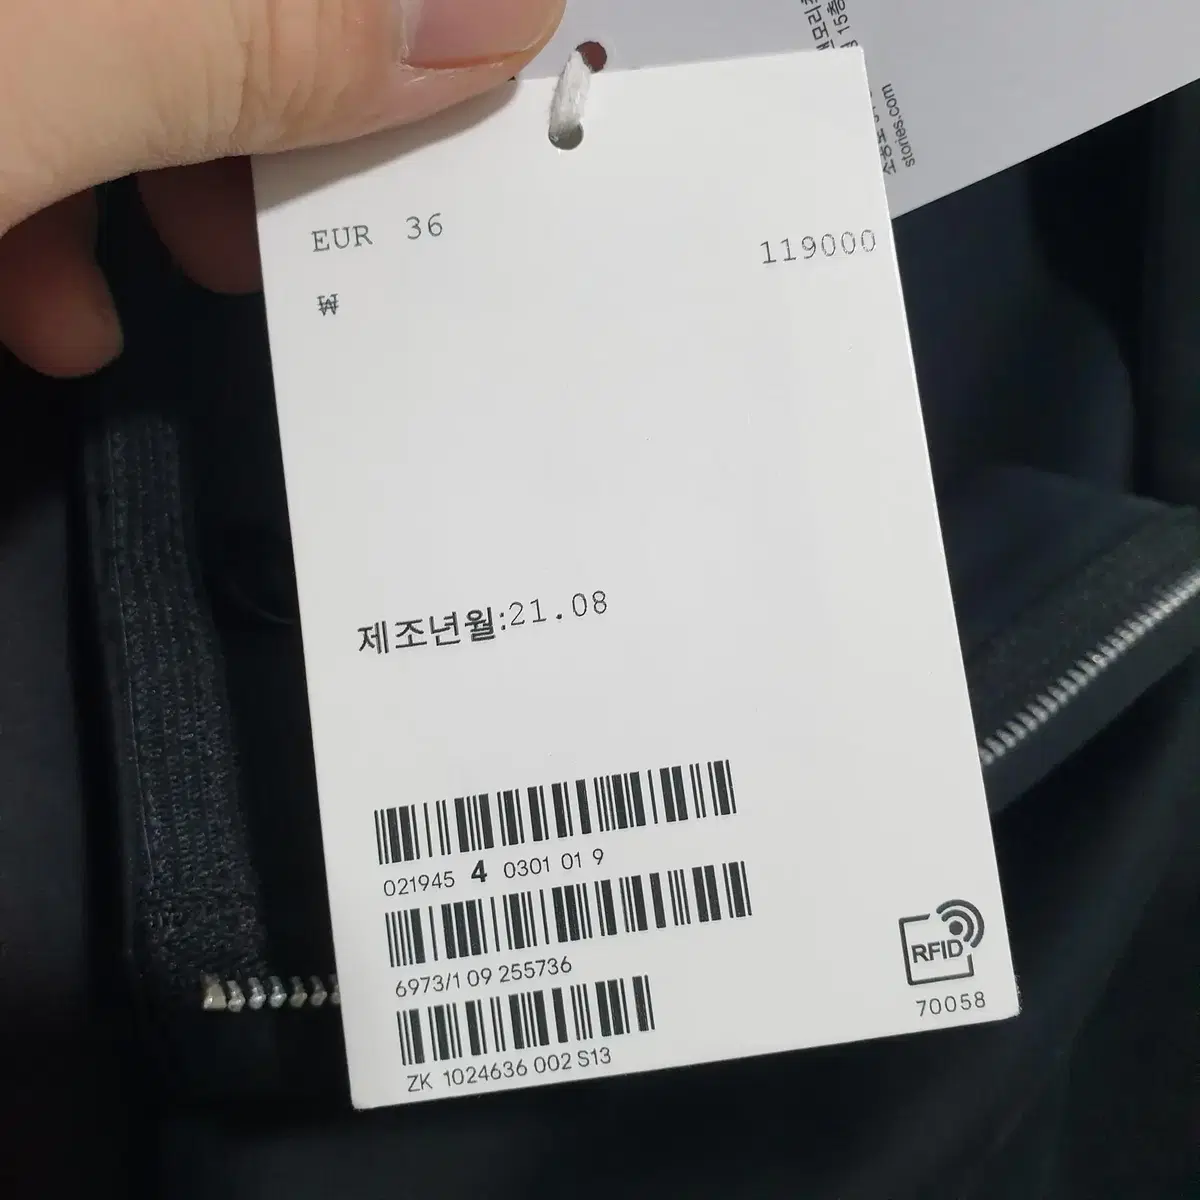 stories.com
EUR 36
119000
₩
제조년월:21.08
021945 4 0301 01 9
6973/1 09 255736
ZK 1024636 002 S13
RFID
70058